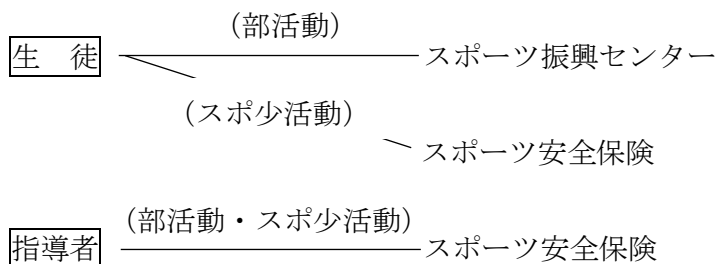 （部活動）
生　徒 スポーツ振興センター
（スポ少活動）
スポーツ安全保険
（部活動・スポ少活動）
指導者 スポーツ安全保険